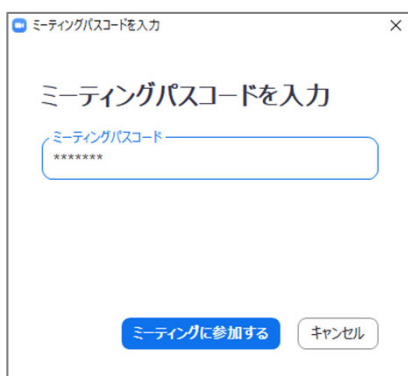 ミーティングパスコードを入力
ミーティングパスコードを入力
ミーティングパスコード
*******
ミーティングに参加する
キャンセル